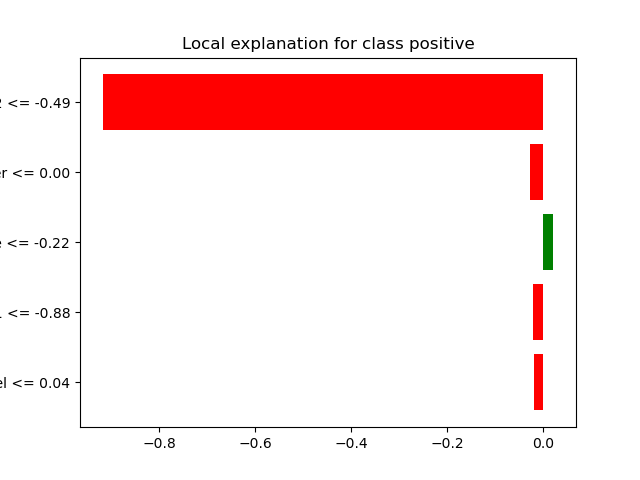 Local explanation for class positive
2 <= -0.49
er <= 0.00
e <= -0.22
1 <= -0.88
el <= 0.04
−0.8 −0.6 −0.4 −0.2 0.0